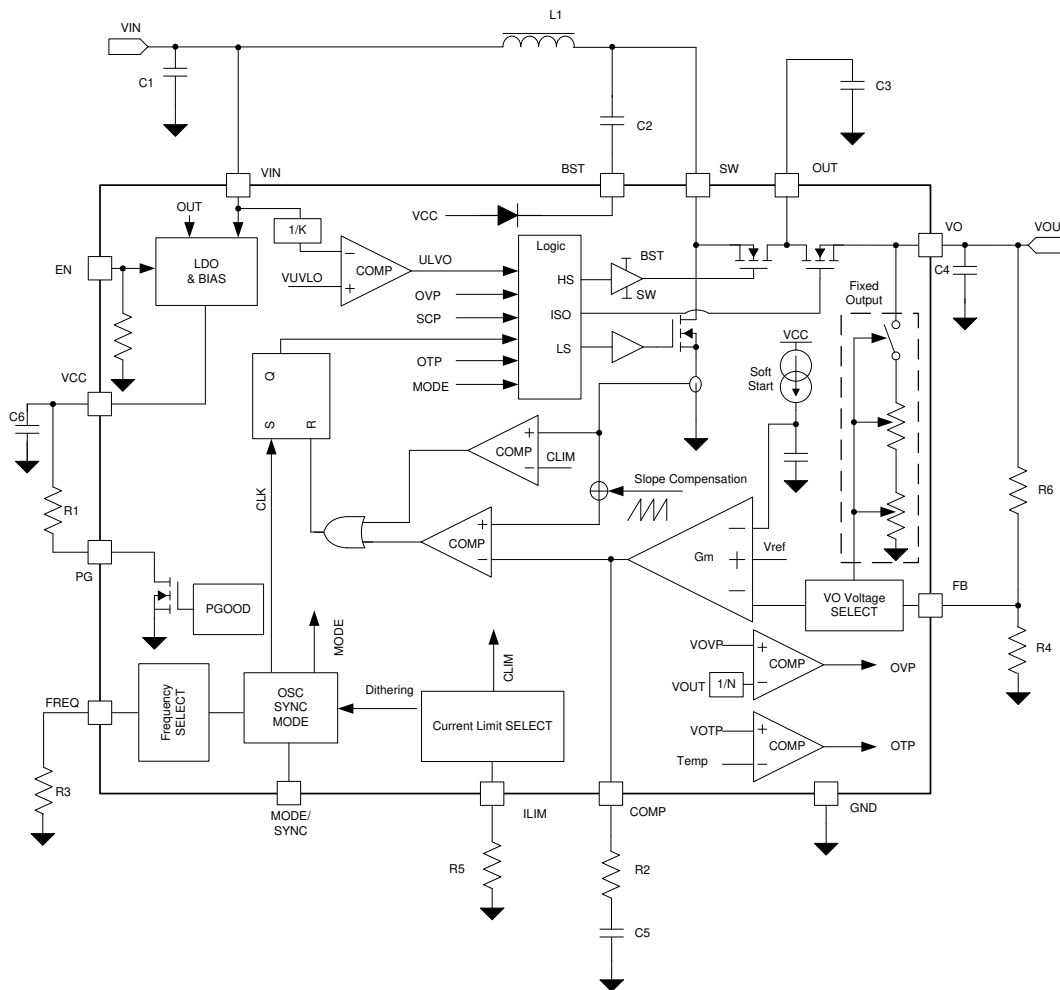 L1
VIN
C1
C3
C2
VIN
BST
SW
OUT
OUT
VCC
1/K
Logic
VO
VOU
EN
LDO
& BIAS
COMP
ULVO
BST
C4
VUVLO
HS
SW
Fixed
Output
OVP
SCP
ISO
VCC
LS
OTP
Soft
Start
VCC
Q
MODE
C6
S
R
COMP
CLIM
CLK
Slope Compensation
R6
R1
COMP
Gm
Vref
PG
FB
PGOOD
VO Voltage
SELECT
MODE
CLIM
VOVP
COMP
OVP
R4
VOUT
1/N
FREQ
Frequency
SELECT
OSC
SYNC
MODE
Dithering
Current Limit SELECT
VOTP
COMP
OTP
Temp
R3
MODE/
SYNC
ILIM
COMP
GND
R5
R2
C5